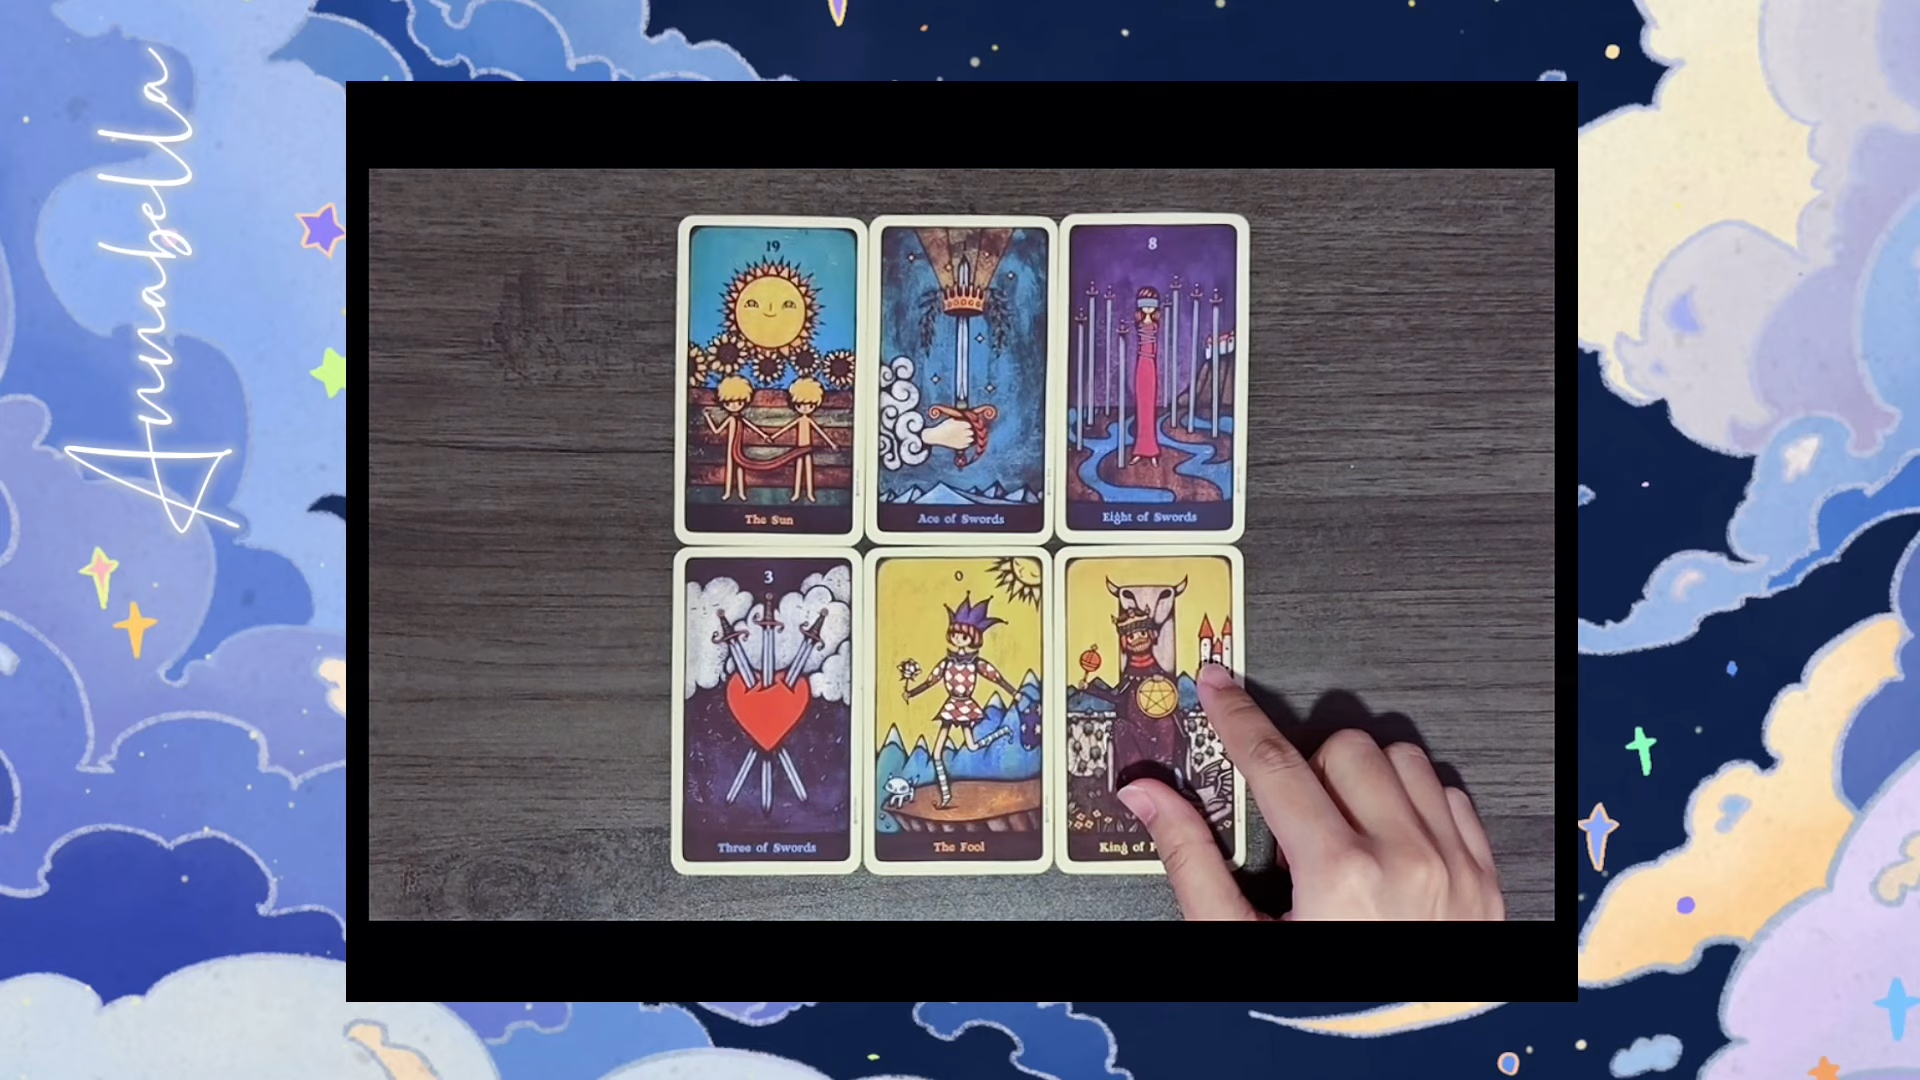 Annabella
19
8
The Sun
Ace of Swords
Eight of Swords
3
0
Three of Swords
The Fool
King of